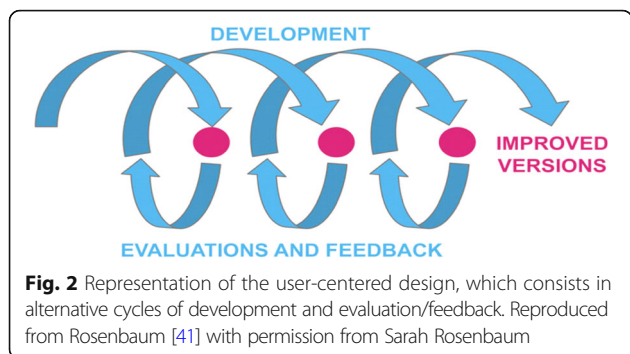 DEVELOPMENT
IMPROVED
VERSIONS
EVALUATIONS AND FEEDBACK
Fig. 2 Representation of the user-centered design, which consists in
alternative cycles of development and evaluation/feedback. Reproduced
from Rosenbaum [41] with permission from Sarah Rosenbaum